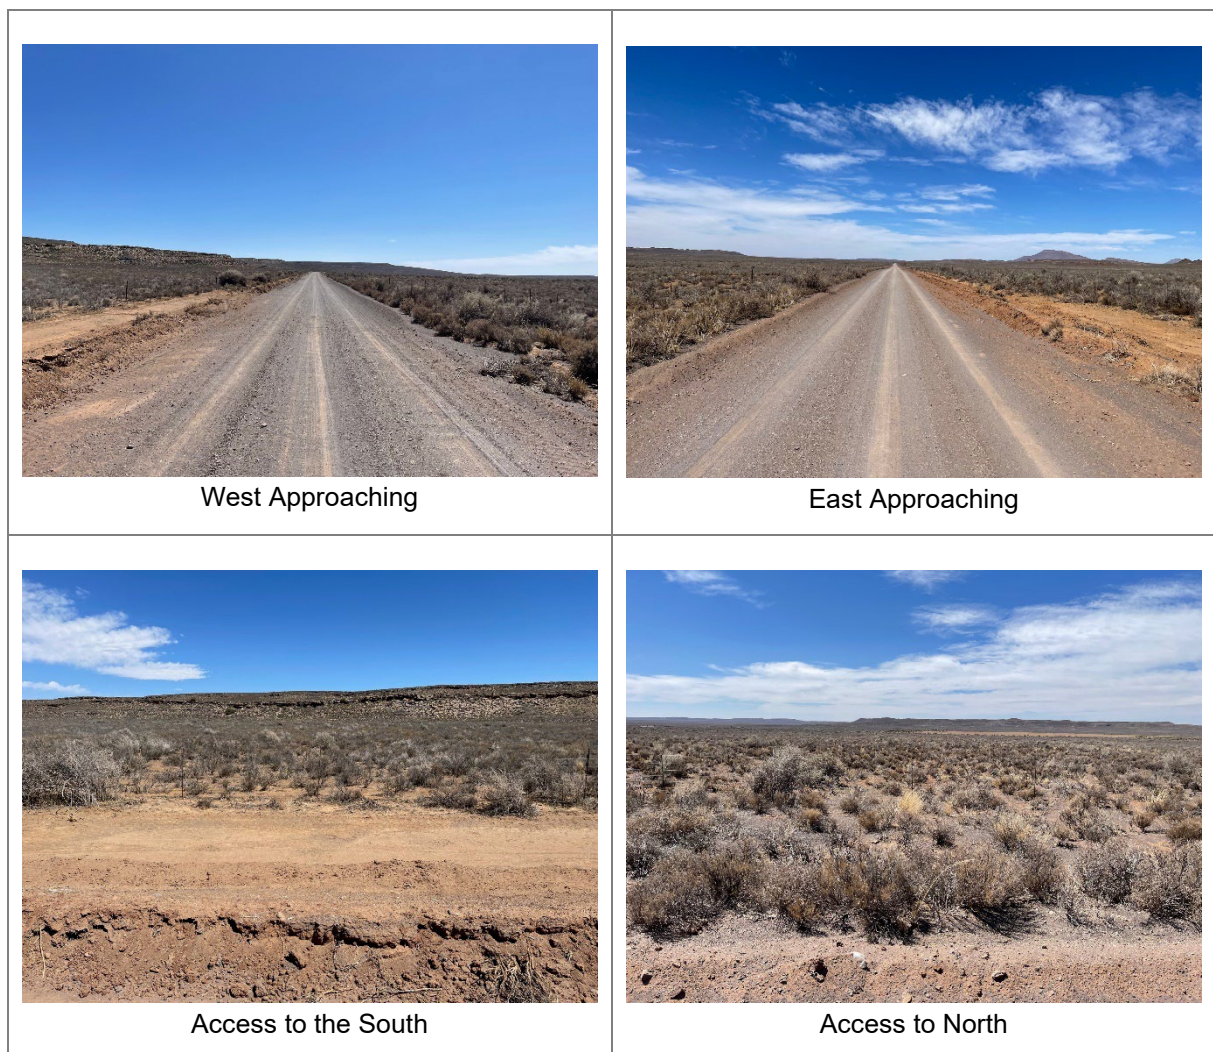 West Approaching
East Approaching
Access to the South
Access to North